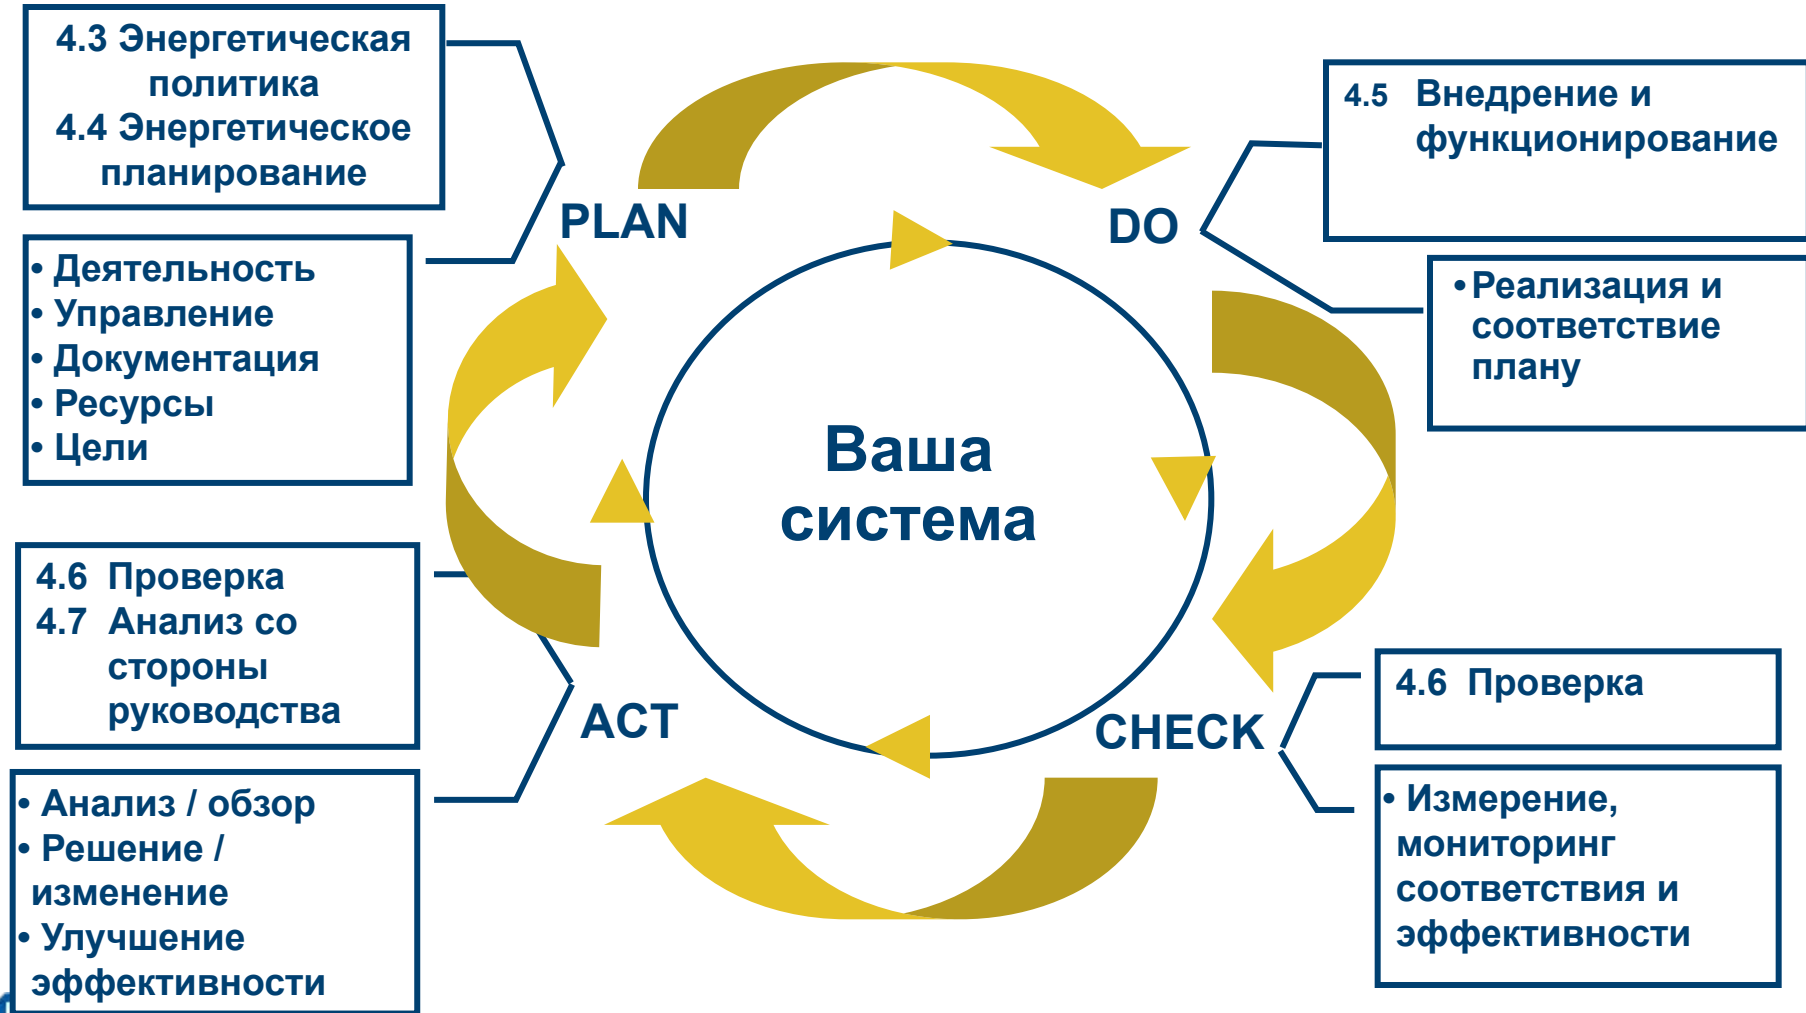 4.3 Энергетическая
политика
4.4 Энергетическое
планирование
• Деятельность
• Управление
• Документация
• Ресурсы
• Цели
PLAN
DO
4.5 Внедрение и
функционирование
• Реализация и
соответствие
плану
Ваша
система
4.6 Проверка
4.7 Анализ со
стороны
руководства
• Анализ / обзор
• Решение /
изменение
• Улучшение
эффективности
ACT
CHECK
4.6 Проверка
• Измерение,
мониторинг
соответствия и
эффективности